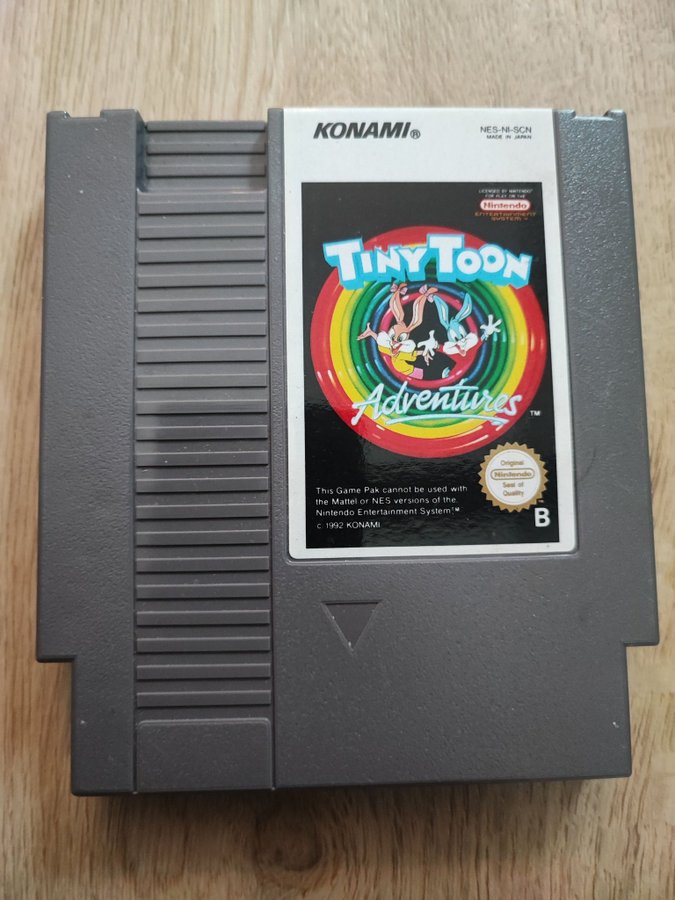 KONAMI®
NES-NI-SCN
MADE IN JAPAN
LICENSED BY NINTENDO
FOR PLAY ON THE
Nintendo
ENTERTAINMENT
SYSTEM™
TINY TOON
Adventures™
Original
Nintendo
Seal of
Quality
This Game Pak cannot be used with
the Mattel or NES versions of the
Nintendo Entertainment System.™
c. 1992 KONAMI
B